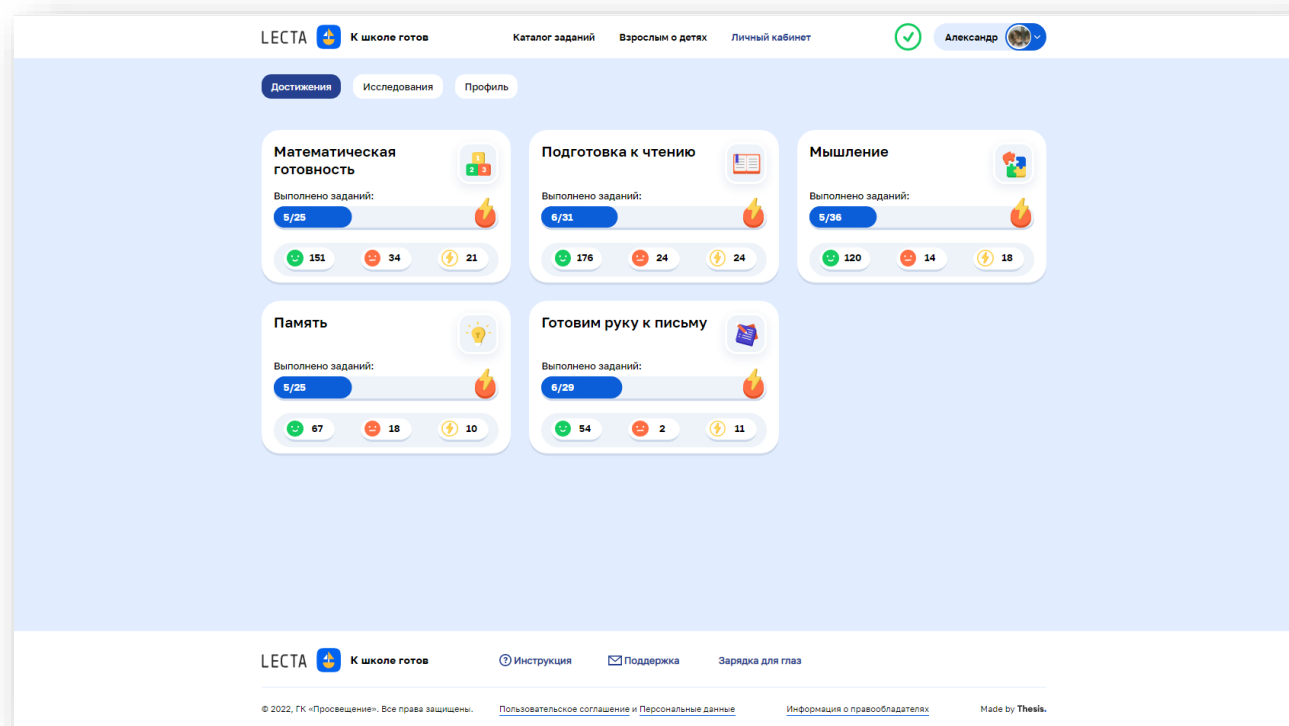 LECTA К школе готов Каталог заданий Взрослым о детях Личный кабинет Александр
Достижения Исследования Профиль
Математическая
готовность
1
2 3
Выполнено заданий:
5/25
151 34 21
Подготовка к чтению
Выполнено заданий:
6/31
176 24 24
Мышление
Выполнено заданий:
5/36
120 14 18
Память
Выполнено заданий:
5/25
67 18 10
Готовим руку к письму
Выполнено заданий:
6/29
54 2 11
LECTA К школе готов ? Инструкция Поддержка Зарядка для глаз
© 2022, ГК «Просвещение». Все права защищены. Пользовательское соглашение и Персональные данные Информация о правообладателях Made by Thesis.